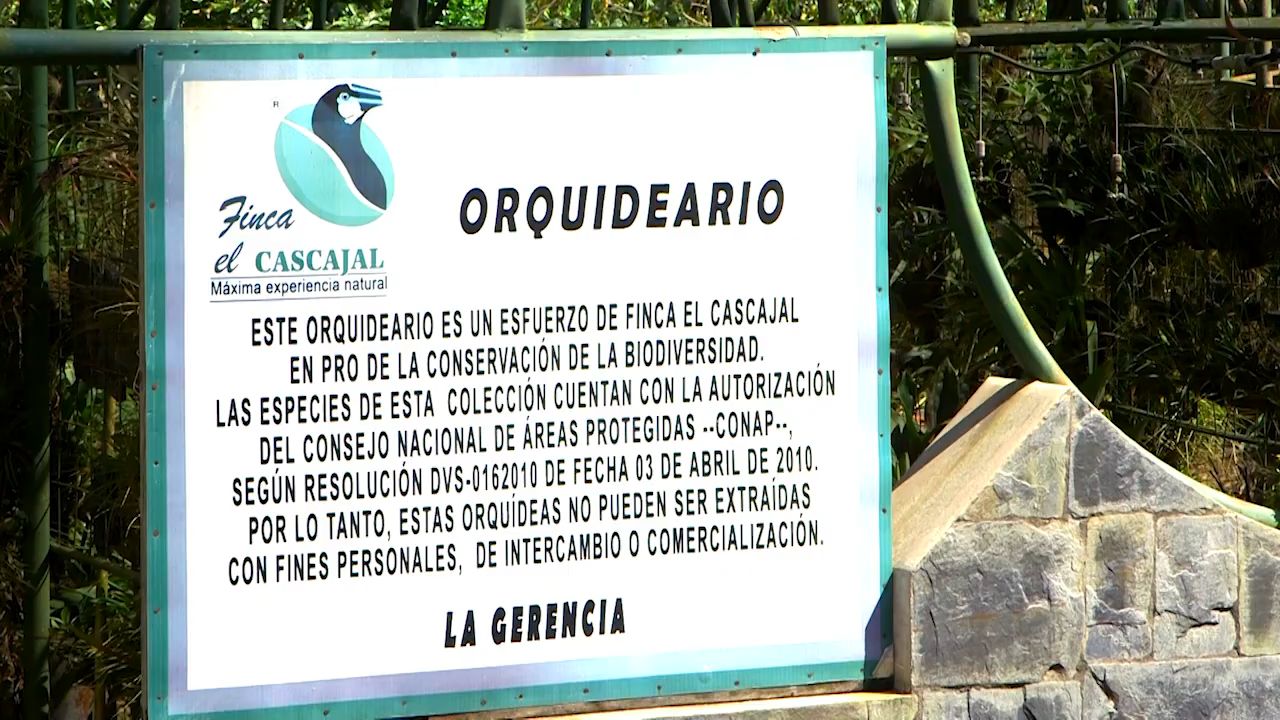 R
Finca
el CASCAJAL
Máxima experiencia natural
ORQUIDEARIO
ESTE ORQUIDEARIO ES UN ESFUERZO DE FINCA EL CASCAJAL
EN PRO DE LA CONSERVACIÓN DE LA BIODIVERSIDAD.
LAS ESPECIES DE ESTA COLECCIÓN CUENTAN CON LA AUTORIZACIÓN
DEL CONSEJO NACIONAL DE ÁREAS PROTEGIDAS --CONAP--,
SEGÚN RESOLUCIÓN DVS-0162010 DE FECHA 03 DE ABRIL DE 2010.
POR LO TANTO, ESTAS ORQUÍDEAS NO PUEDEN SER EXTRAÍDAS
CON FINES PERSONALES, DE INTERCAMBIO O COMERCIALIZACIÓN.
LA GERENCIA